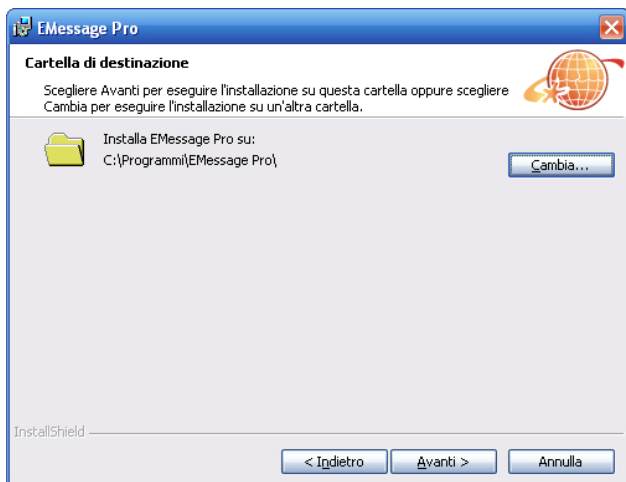 EMessage Pro
Cartella di destinazione
Scegliere Avanti per eseguire l'installazione su questa cartella oppure scegliere
Cambia per eseguire l'installazione su un'altra cartella.
Installa EMessage Pro su:
C:\Programmi\EMessage Pro\
Cambia...
InstallShield
< Indietro
Avanti >
Annulla